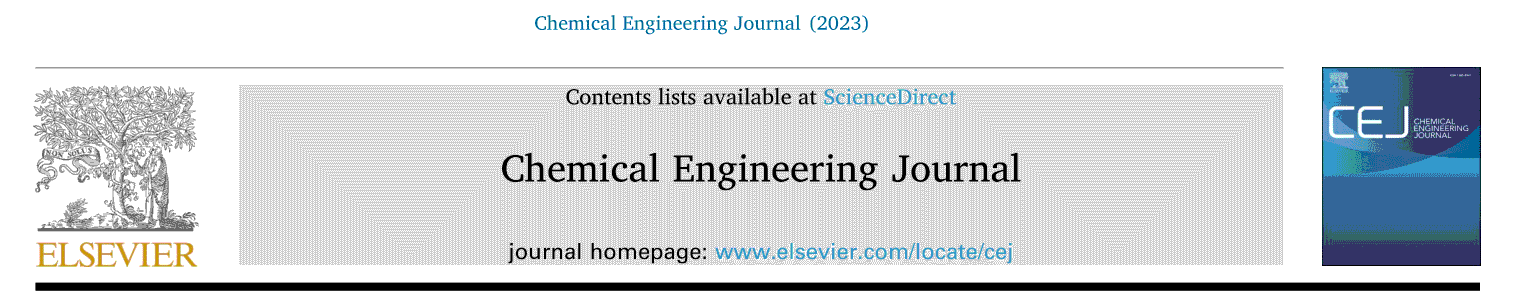 Chemical Engineering Journal (2023)
Contents lists available at ScienceDirect
Chemical Engineering Journal
journal homepage: www.elsevier.com/locate/cej
ELSEVIER
CEJ
CHEMICAL
ENGINEERING
JOURNAL